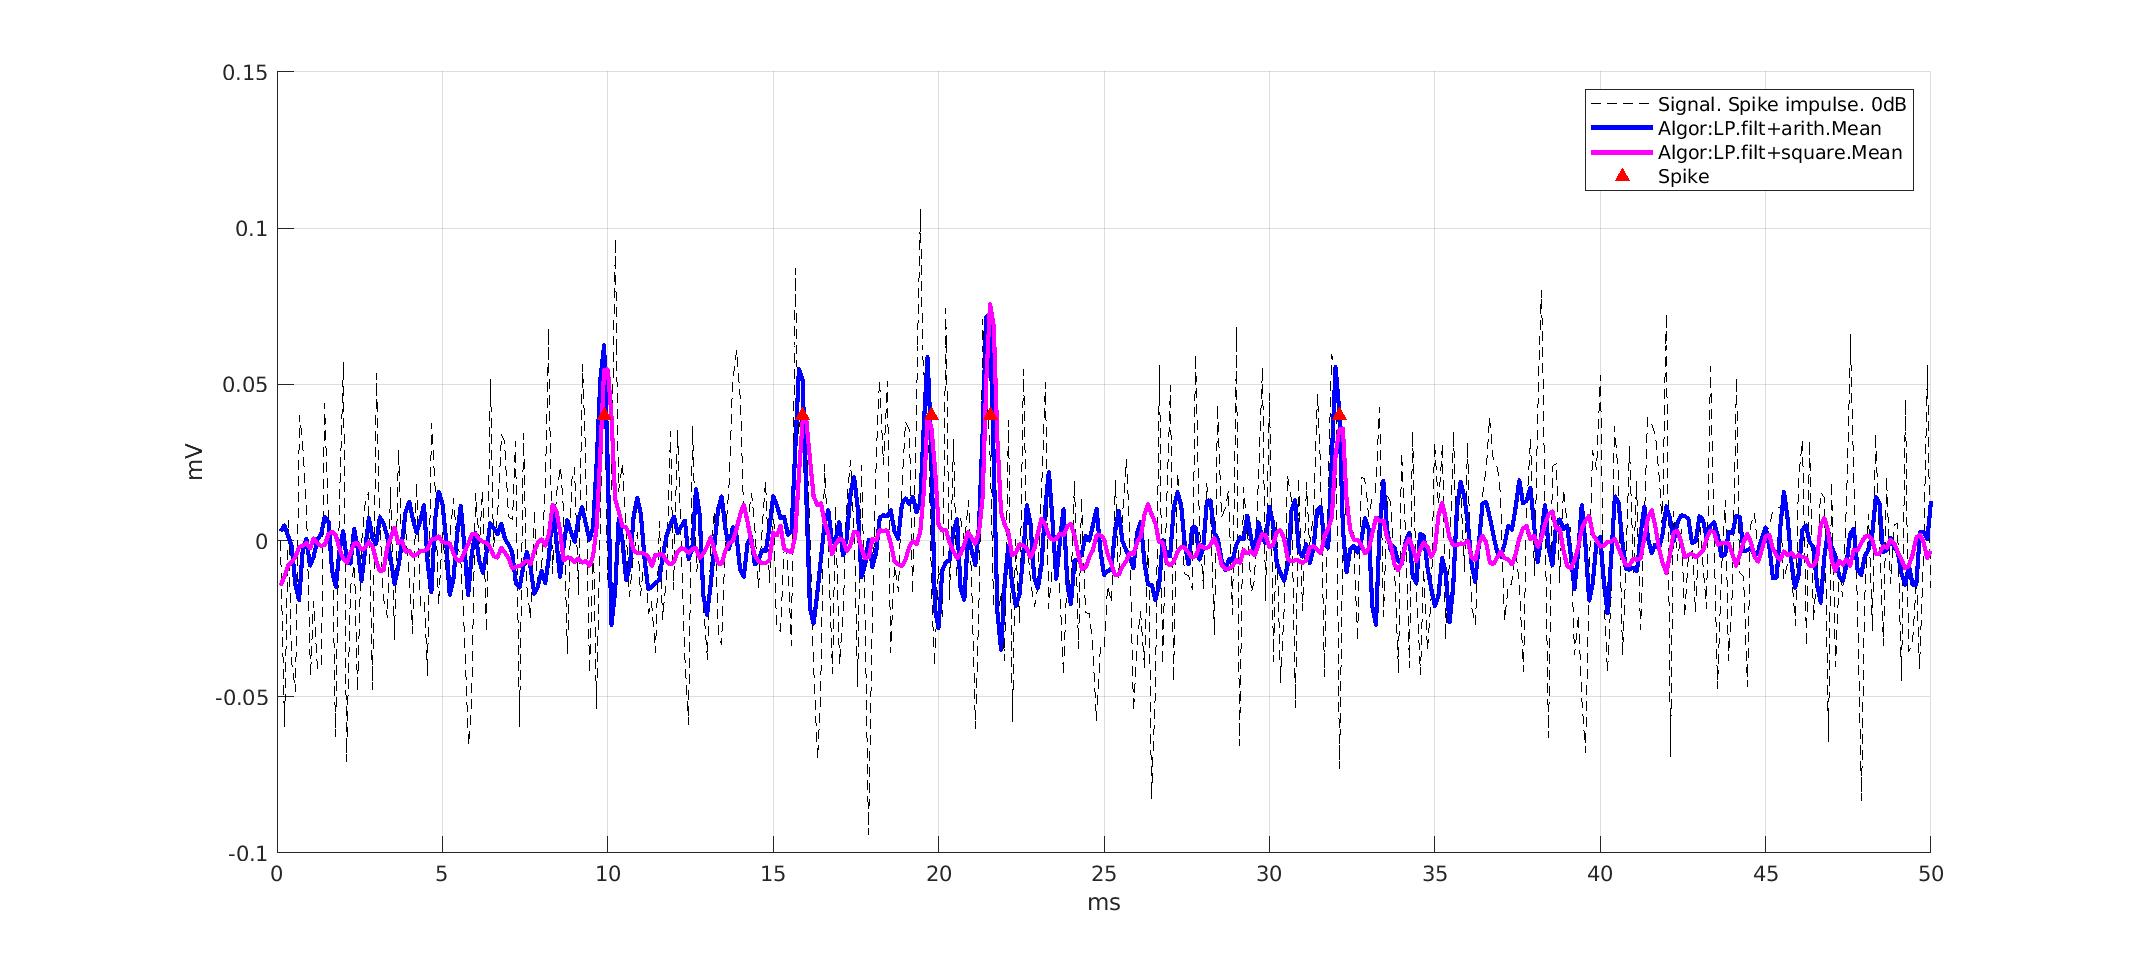 0.15
0.1
0.05
0
-0.05
-0.1
mV
Signal. Spike impulse. 0dB
Algor:LP.filt+arith.Mean
Algor:LP.filt+square.Mean
Spike
0 5 10 15 20 25 30 35 40 45 50
ms